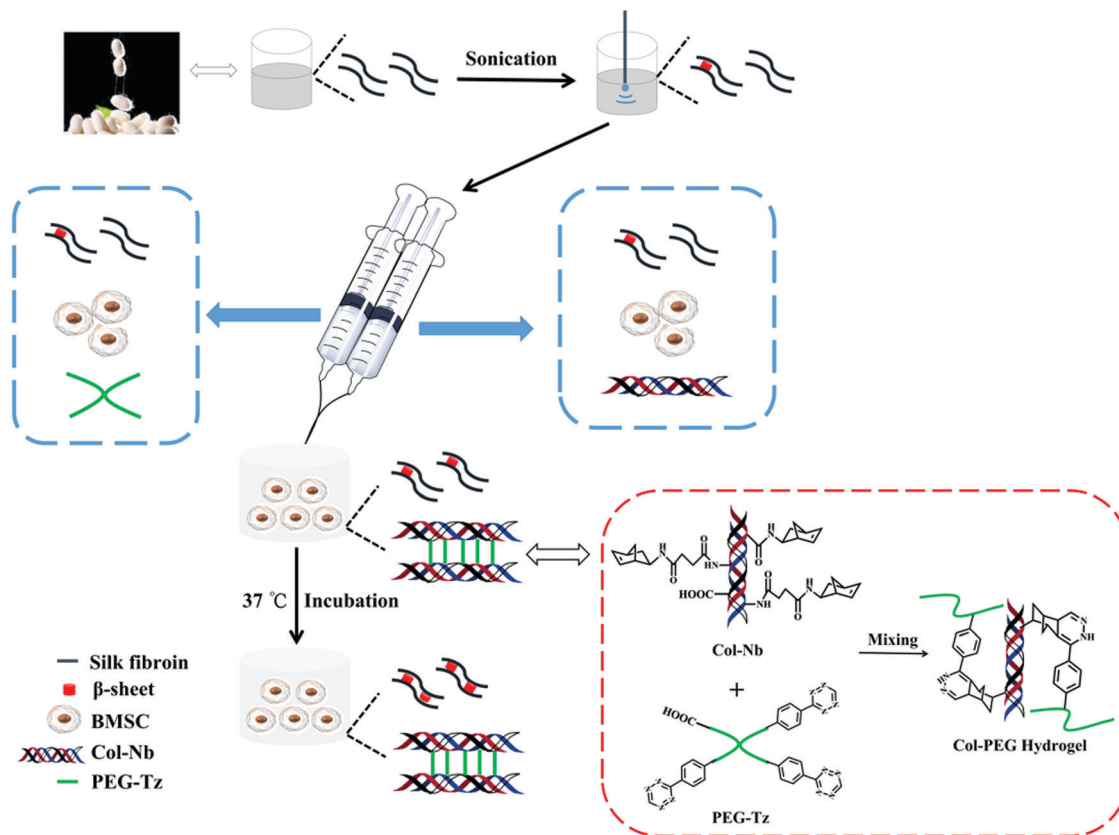 Sonication
37 ℃ Incubation
Silk fibroin
β-sheet
BMSC
Col-Nb
PEG-Tz
O
H
N
H
N
O
HN
O
O
H
N
HOOC
NH
O
Col-Nb
+
HOOC
PEG-Tz
Mixing
N
NH
N
N
H
Col-PEG Hydrogel